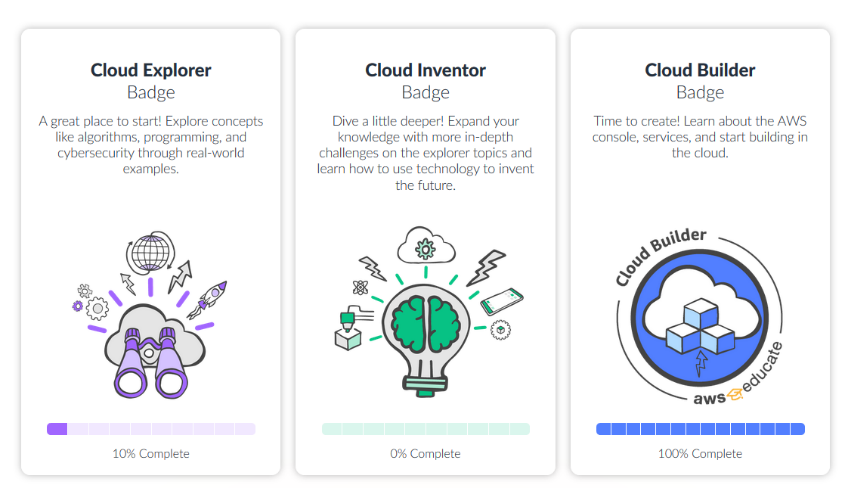 Cloud Explorer
Badge
A great place to start! Explore concepts
like algorithms, programming, and
cybersecurity through real-world
examples.
10% Complete
Cloud Inventor
Badge
Dive a little deeper! Expand your
knowledge with more in-depth
challenges on the explorer topics and
learn how to use technology to invent
the future.
0% Complete
Cloud Builder
Badge
Time to create! Learn about the AWS
console, services, and start building in
the cloud.
Cloud Builder
aws educate
100% Complete